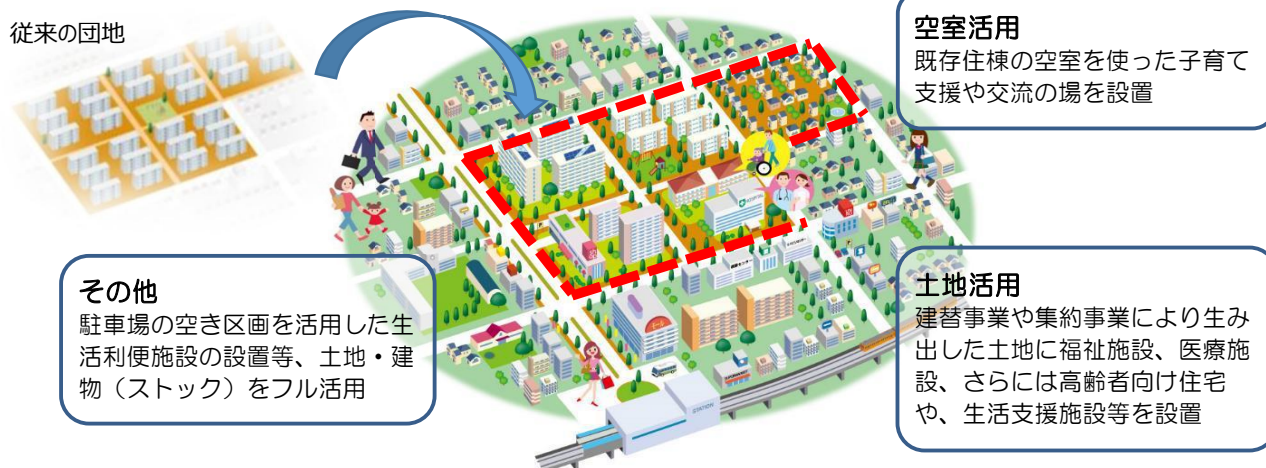 従来の団地
空室活用
既存住棟の空室を使った子育て
支援や交流の場を設置
その他
駐車場の空き区画を活用した生
活利便施設の設置等、土地・建
物（ストック）をフル活用
土地活用
建替事業や集約事業により生み
出した土地に福祉施設、医療施
設、さらには高齢者向け住宅
や、生活支援施設等を設置
STATION